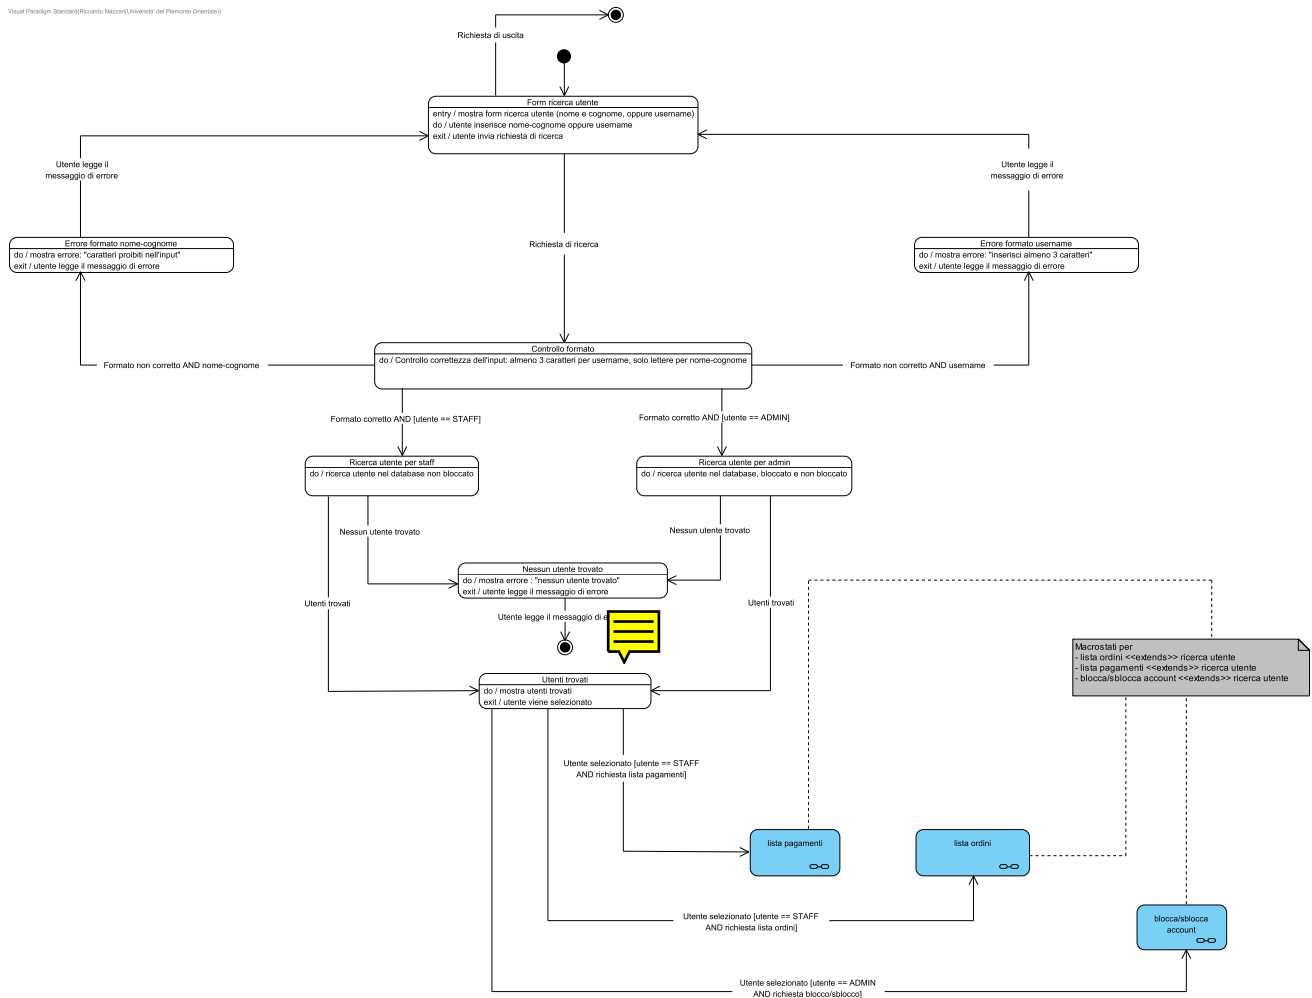 Visual Paradigm Standard(Riccardo Nazzari(Universita' del Piemonte Orientale))
Richiesta di uscita
Form ricerca utente
entry / mostra form ricerca utente (nome e cognome, oppure username)
do / utente inserisce nome-cognome oppure username
exit / utente invia richiesta di ricerca
Utente legge il
messaggio di errore
Utente legge il
messaggio di errore
Errore formato nome-cognome
do / mostra errore: "caratteri proibiti nell'input"
exit / utente legge il messaggio di errore
Richiesta di ricerca
Errore formato username
do / mostra errore: "inserisci almeno 3 caratteri"
exit / utente legge il messaggio di errore
Controllo formato
do / Controllo correttezza dell'input: almeno 3 caratteri per username, solo lettere per nome-cognome
Formato non corretto AND nome-cognome
Formato non corretto AND username
Formato corretto AND [utente == STAFF]
Formato corretto AND [utente == ADMIN]
Ricerca utente per staff
do / ricerca utente nel database non bloccato
Ricerca utente per admin
do / ricerca utente nel database, bloccato e non bloccato
Nessun utente trovato
Nessun utente trovato
Nessun utente trovato
do / mostra errore : "nessun utente trovato"
exit / utente legge il messaggio di errore
Utenti trovati
Utenti trovati
Utente legge il messaggio di
Macrostati per
- lista ordini <<extends>> ricerca utente
- lista pagamenti <<extends>> ricerca utente
- blocca/sblocca account <<extends>> ricerca utente
Utenti trovati
do / mostra utenti trovati
exit / utente viene selezionato
Utente selezionato [utente == STAFF
AND richiesta lista pagamenti]
lista pagamenti
lista ordini
Utente selezionato [utente == STAFF
AND richiesta lista ordini]
blocca/sblocca
account
Utente selezionato [utente == ADMIN
AND richiesta blocco/sblocco]